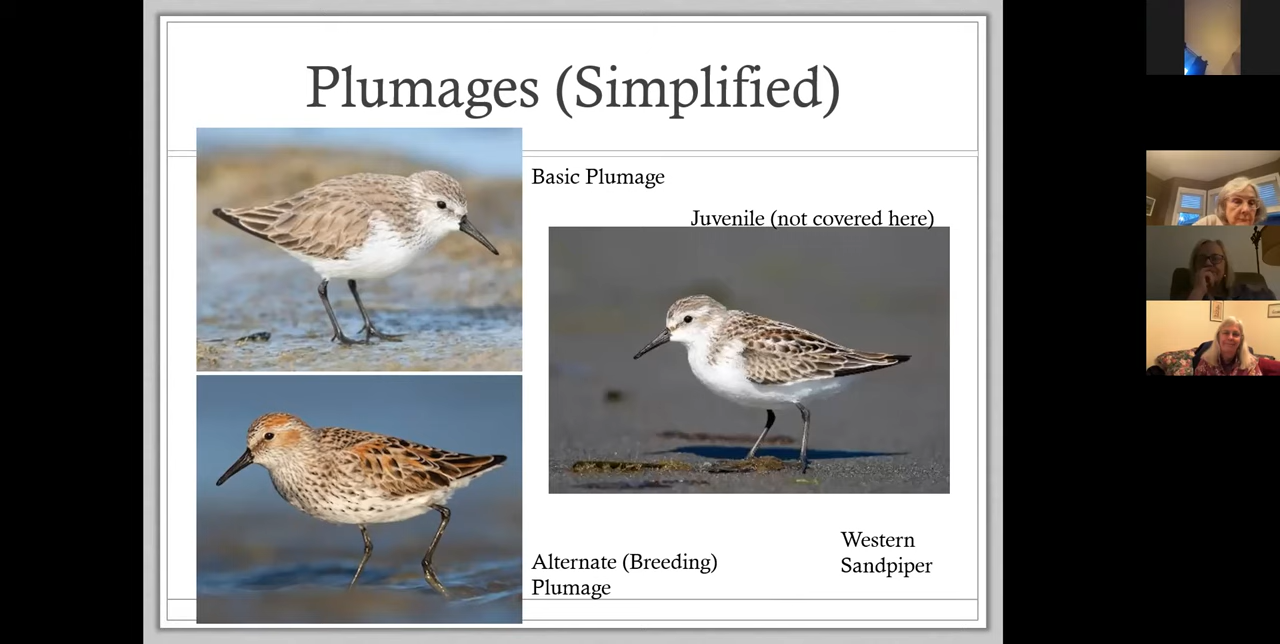 Plumages (Simplified)
Basic Plumage
Juvenile (not covered here)
Alternate (Breeding)
Plumage
Western
Sandpiper